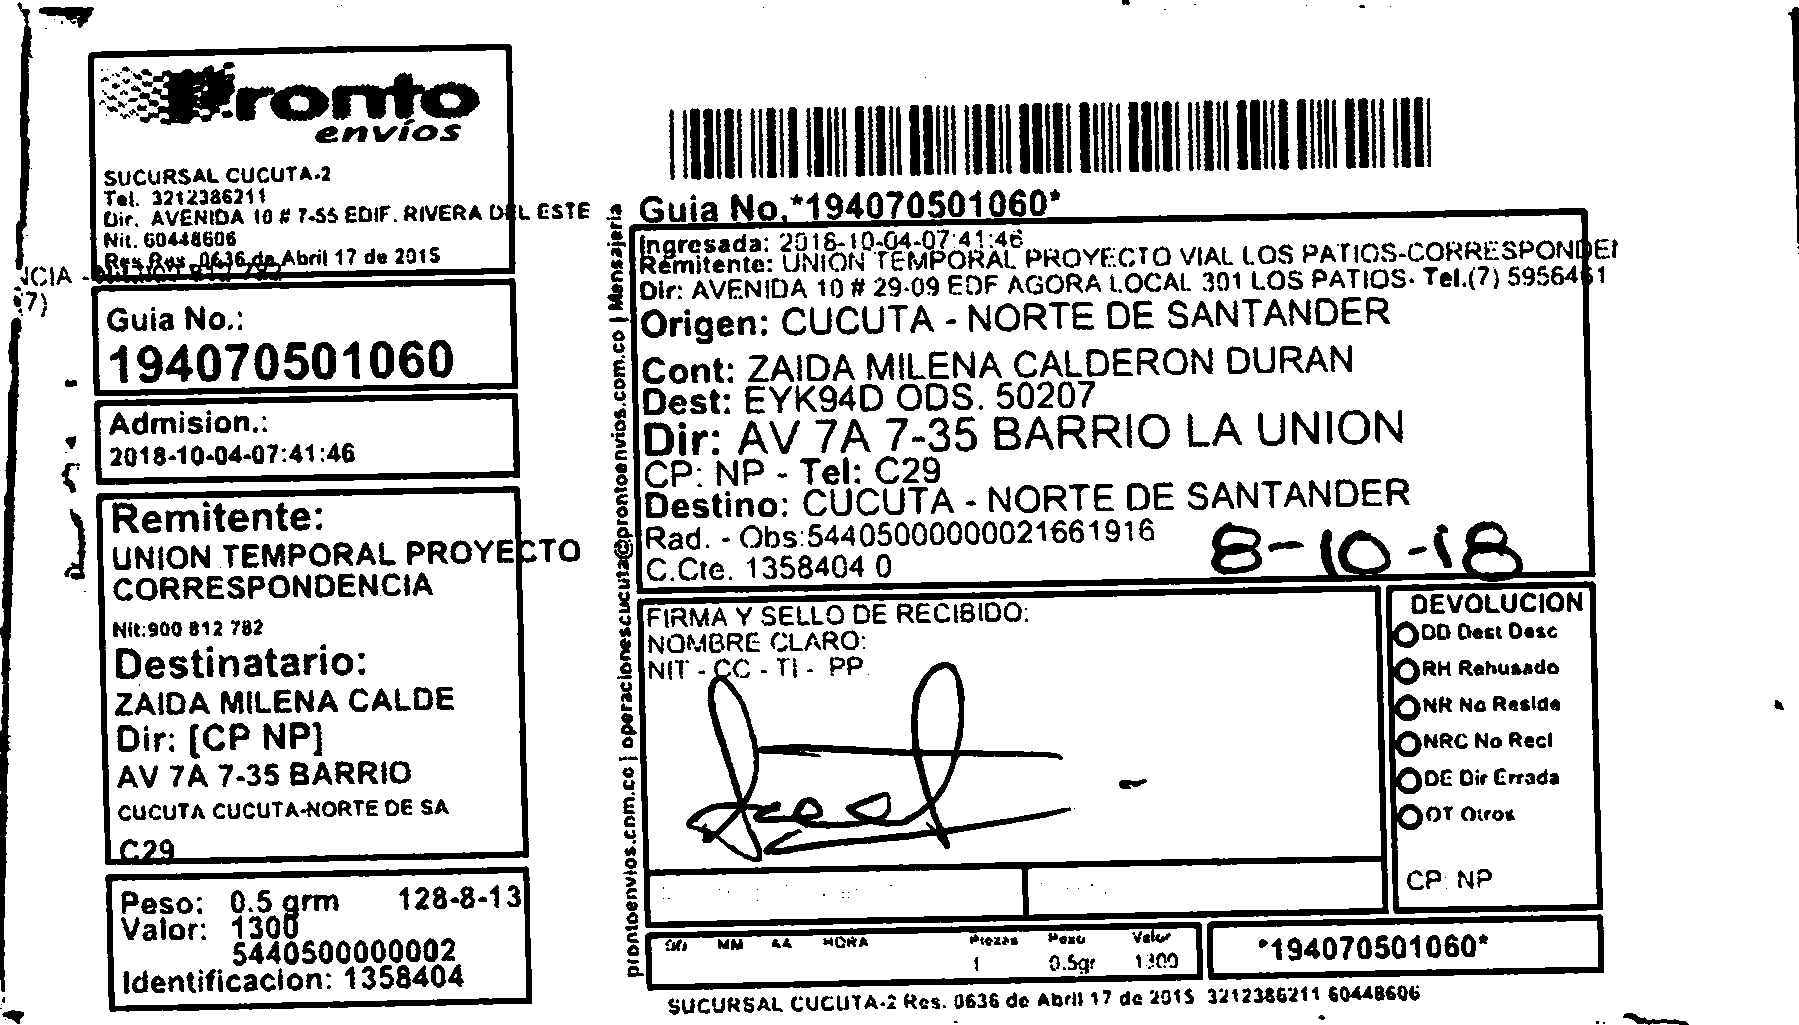 Pronto
envíos
SUCURSAL CUCUTA-2
Tel. 3212386211
Dir. AVENIDA 10 # 7-55 EDIF. RIVERA DEL ESTE
Nit. 60448606
Res Res. 0636 de Abril 17 de 2015
NCIA -
7)
Guia No.:
194070501060
Admision.:
2018-10-04-07:41:46
Remitente:
UNION TEMPORAL PROYECTO
CORRESPONDENCIA
Nit:900 812 782
Destinatario:
ZAIDA MILENA CALDE
Dir: [CP NP]
AV 7A 7-35 BARRIO
CUCUTA CUCUTA-NORTE DE SA
C29
Peso: 0.5 grm 128-8-13
Valor: 1300
5440500000002
Identificacion: 1358404
prontoenvios.com.co | operacionescucuta@prontoenvios.com.co | Mensajeria
Guia No.*194070501060*
Ingresada: 2018-10-04-07:41:46
Remitente: UNION TEMPORAL PROYECTO VIAL LOS PATIOS-CORRESPONDEI
Dir: AVENIDA 10 # 29-09 EDF AGORA LOCAL 301 LOS PATIOS- Tel.(7) 5956461
Origen: CUCUTA - NORTE DE SANTANDER
Cont: ZAIDA MILENA CALDERON DURAN
Dest: EYK94D ODS. 50207
Dir: AV 7A 7-35 BARRIO LA UNION
CP: NP - Tel: C29
Destino: CUCUTA - NORTE DE SANTANDER
Rad. - Obs:54405000000021661916
C.Cte. 1358404 0
8-10-18
FIRMA Y SELLO DE RECIBIDO:
NOMBRE CLARO:
NIT - CC - TI - PP
DEVOLUCION
DD Dest Desc
RH Rehusado
NR No Reside
NRC No Recl
DE Dir Errada
OT Otros
CP: NP
DD MM AA HORA Piezas Peso Valor
1 0.5gr 1300
*194070501060*
SUCURSAL CUCUTA-2 Res. 0636 de Abril 17 de 2015 3212386211 60448606